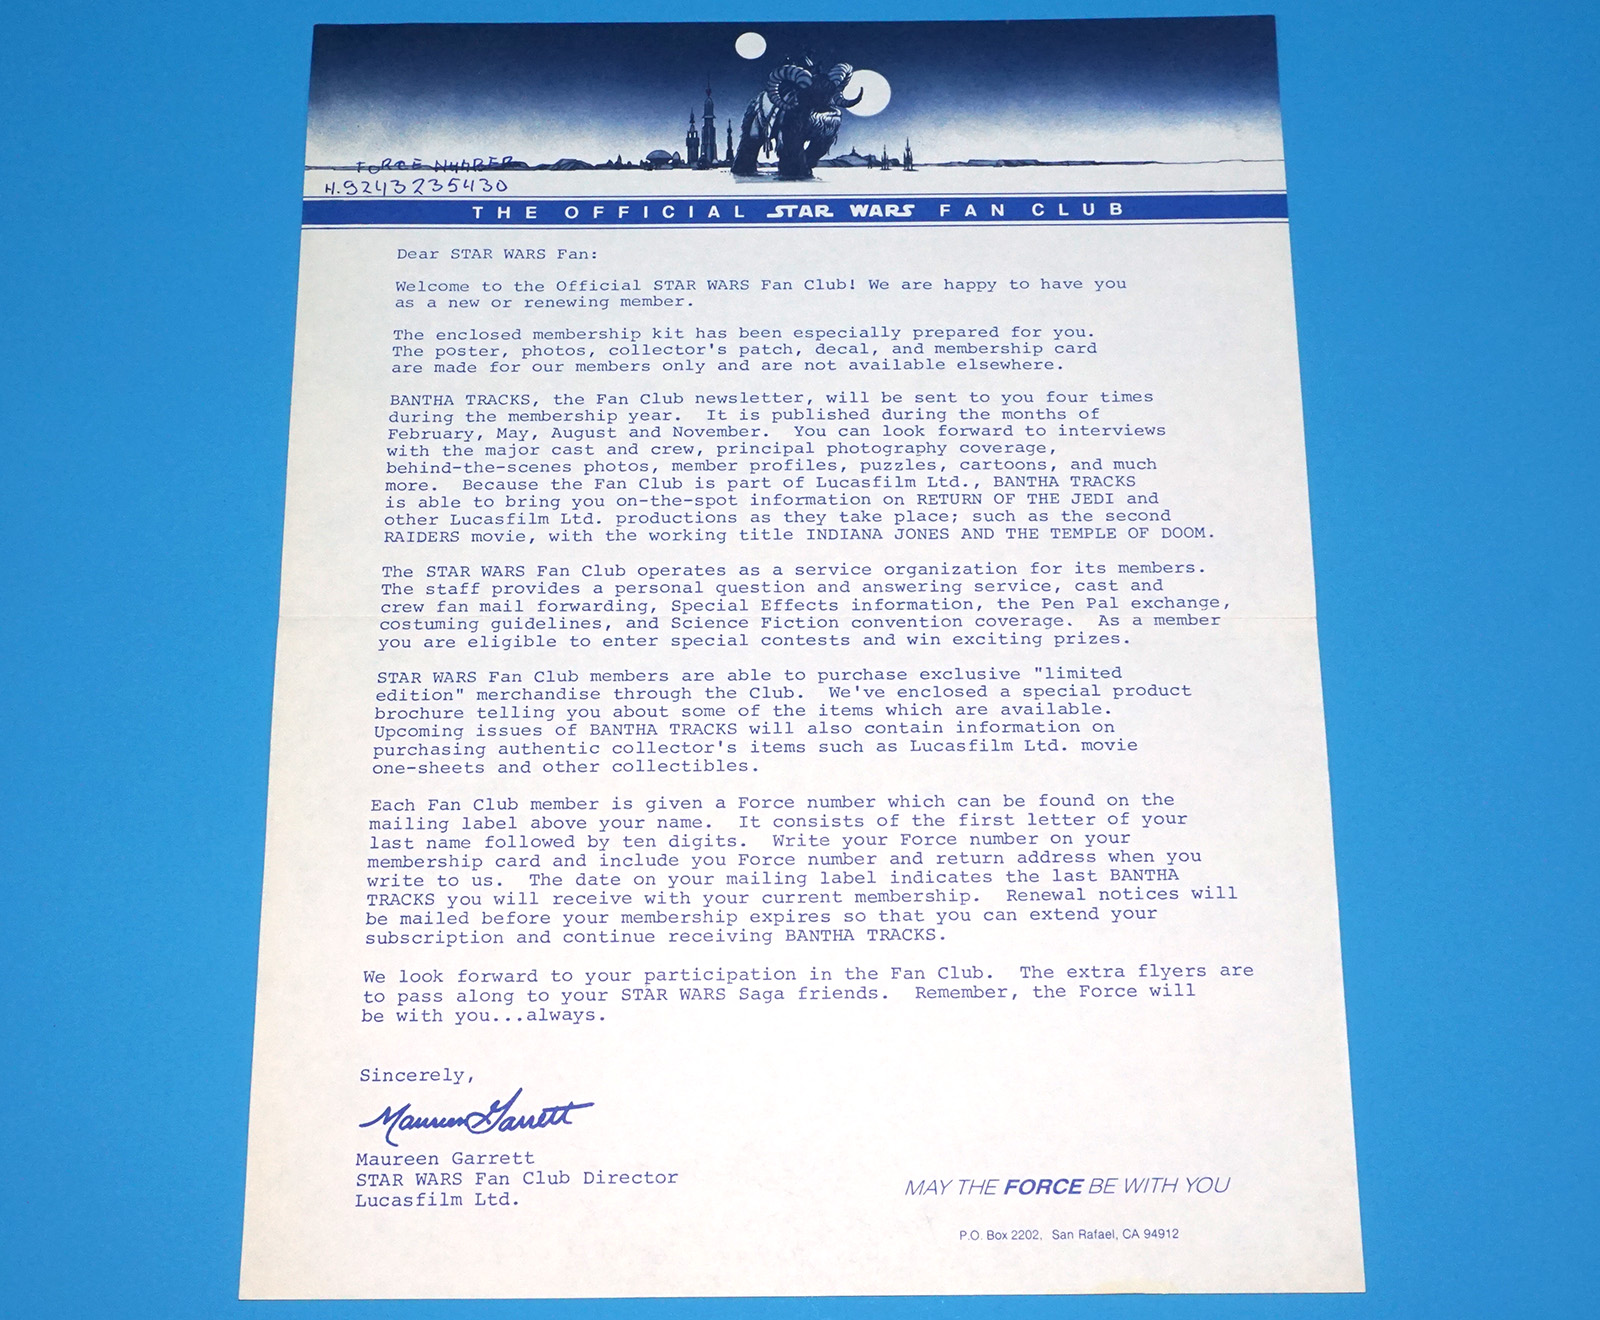 FORCE NUMBER
H.9243235430
THE OFFICIAL STAR WARS FAN CLUB
Dear STAR WARS Fan:
Welcome to the Official STAR WARS Fan Club! We are happy to have you
as a new or renewing member.
The enclosed membership kit has been especially prepared for you.
The poster, photos, collector's patch, decal, and membership card
are made for our members only and are not available elsewhere.
BANTHA TRACKS, the Fan Club newsletter, will be sent to you four times
during the membership year. It is published during the months of
February, May, August and November. You can look forward to interviews
with the major cast and crew, principal photography coverage,
behind-the-scenes photos, member profiles, puzzles, cartoons, and much
more. Because the Fan Club is part of Lucasfilm Ltd., BANTHA TRACKS
is able to bring you on-the-spot information on RETURN OF THE JEDI and
other Lucasfilm Ltd. productions as they take place; such as the second
RAIDERS movie, with the working title INDIANA JONES AND THE TEMPLE OF DOOM.
The STAR WARS Fan Club operates as a service organization for its members.
The staff provides a personal question and answering service, cast and
crew fan mail forwarding, Special Effects information, the Pen Pal exchange,
costuming guidelines, and Science Fiction convention coverage. As a member
you are eligible to enter special contests and win exciting prizes.
STAR WARS Fan Club members are able to purchase exclusive "limited
edition" merchandise through the Club. We've enclosed a special product
brochure telling you about some of the items which are available.
Upcoming issues of BANTHA TRACKS will also contain information on
purchasing authentic collector's items such as Lucasfilm Ltd. movie
one-sheets and other collectibles.
Each Fan Club member is given a Force number which can be found on the
mailing label above your name. It consists of the first letter of your
last name followed by ten digits. Write your Force number on your
membership card and include you Force number and return address when you
write to us. The date on your mailing label indicates the last BANTHA
TRACKS you will receive with your current membership. Renewal notices will
be mailed before your membership expires so that you can extend your
subscription and continue receiving BANTHA TRACKS.
We look forward to your participation in the Fan Club. The extra flyers are
to pass along to your STAR WARS Saga friends. Remember, the Force will
be with you...always.
Sincerely,
Maureen Garrett
Maureen Garrett
STAR WARS Fan Club Director
Lucasfilm Ltd.
MAY THE FORCE BE WITH YOU
P.O. Box 2202, San Rafael, CA 94912